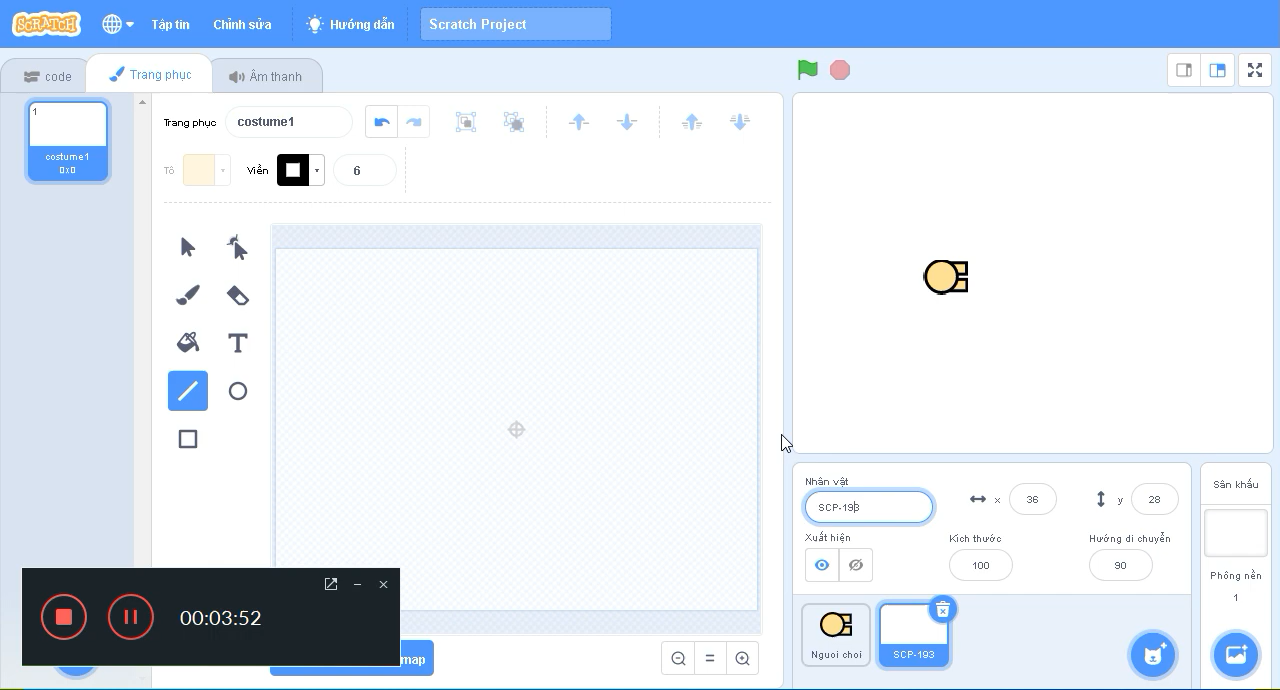 SCRATCH
Tập tin
Chỉnh sửa
Hướng dẫn
Scratch Project
code
Trang phục
Âm thanh
1
costume1
0x0
Trang phục
costume1
Tô
Viền
6
Nhân vật
SCP-193
x
36
y
28
Xuất hiện
Kích thước
100
Hướng di chuyển
90
Nguoi choi
SCP-193
Sân khấu
Phông nền
1
00:03:52
map